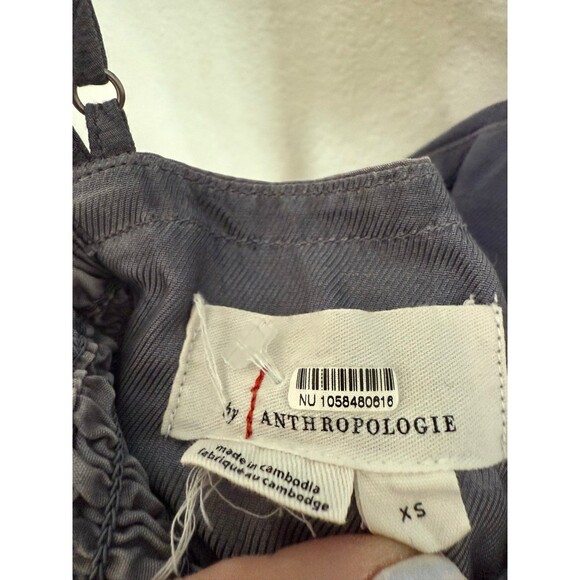 NU 1058480616
by ANTHROPOLOGIE
made in cambodia
fabriqué au cambodge
XS